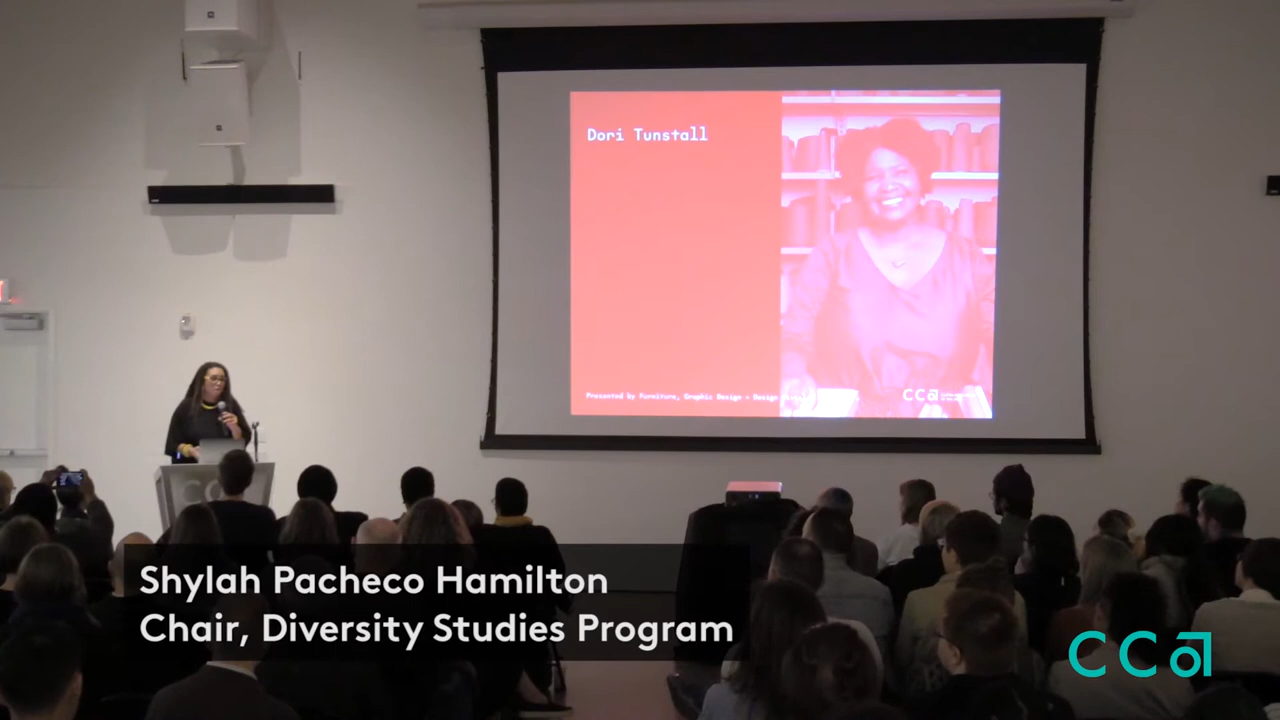 Dori Tunstall
Presented by Furniture, Graphic Design + Design
CCa
Shylah Pacheco Hamilton
Chair, Diversity Studies Program
CCa